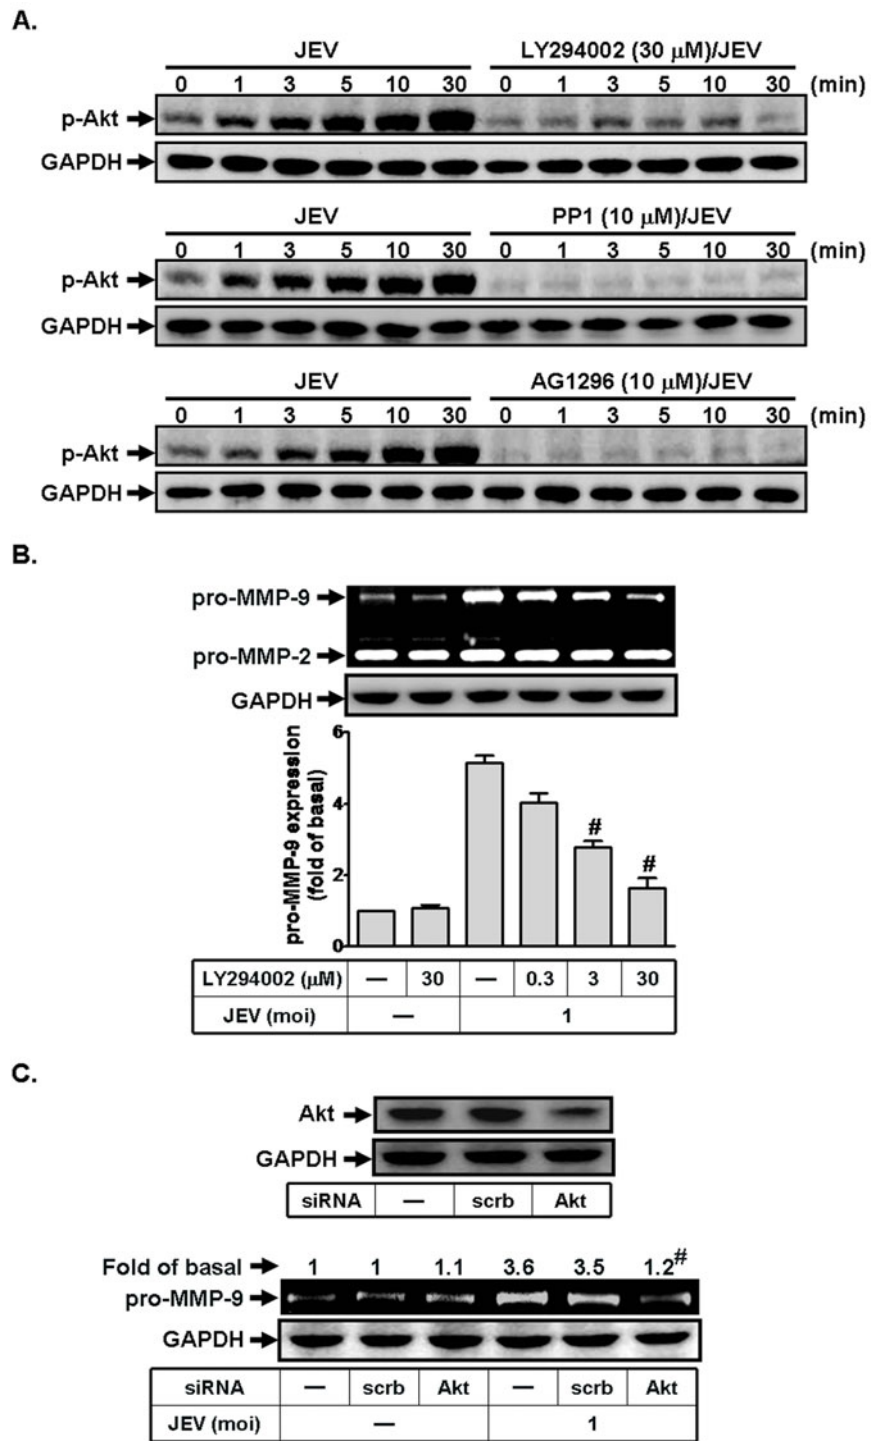 A.
JEV LY294002 (30 μM)/JEV
0 1 3 5 10 30 0 1 3 5 10 30 (min)
p-Akt
GAPDH
JEV PP1 (10 μM)/JEV
0 1 3 5 10 30 0 1 3 5 10 30 (min)
p-Akt
GAPDH
JEV AG1296 (10 μM)/JEV
0 1 3 5 10 30 0 1 3 5 10 30 (min)
p-Akt
GAPDH
B.
pro-MMP-9
pro-MMP-2
GAPDH
pro-MMP-9 expression
(fold of basal)
6
4
2
0
# #
LY294002 (μM) — 30 — 0.3 3 30
JEV (moi) — 1
C.
Akt
GAPDH
siRNA — scrb Akt
Fold of basal 1 1 1.1 3.6 3.5 1.2#
pro-MMP-9
GAPDH
siRNA — scrb Akt — scrb Akt
JEV (moi) — 1